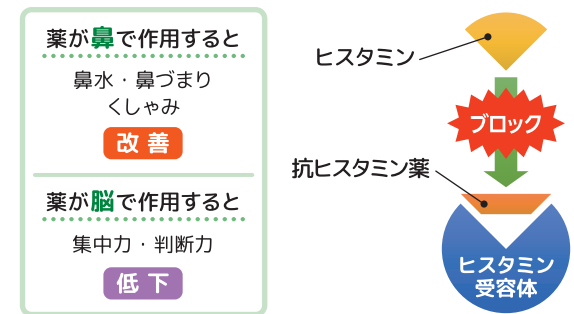 薬が鼻で作用すると
鼻水・鼻づまり
くしゃみ
改善
薬が脳で作用すると
集中力・判断力
低下
ヒスタミン
ブロック
抗ヒスタミン薬
ヒスタミン
受容体